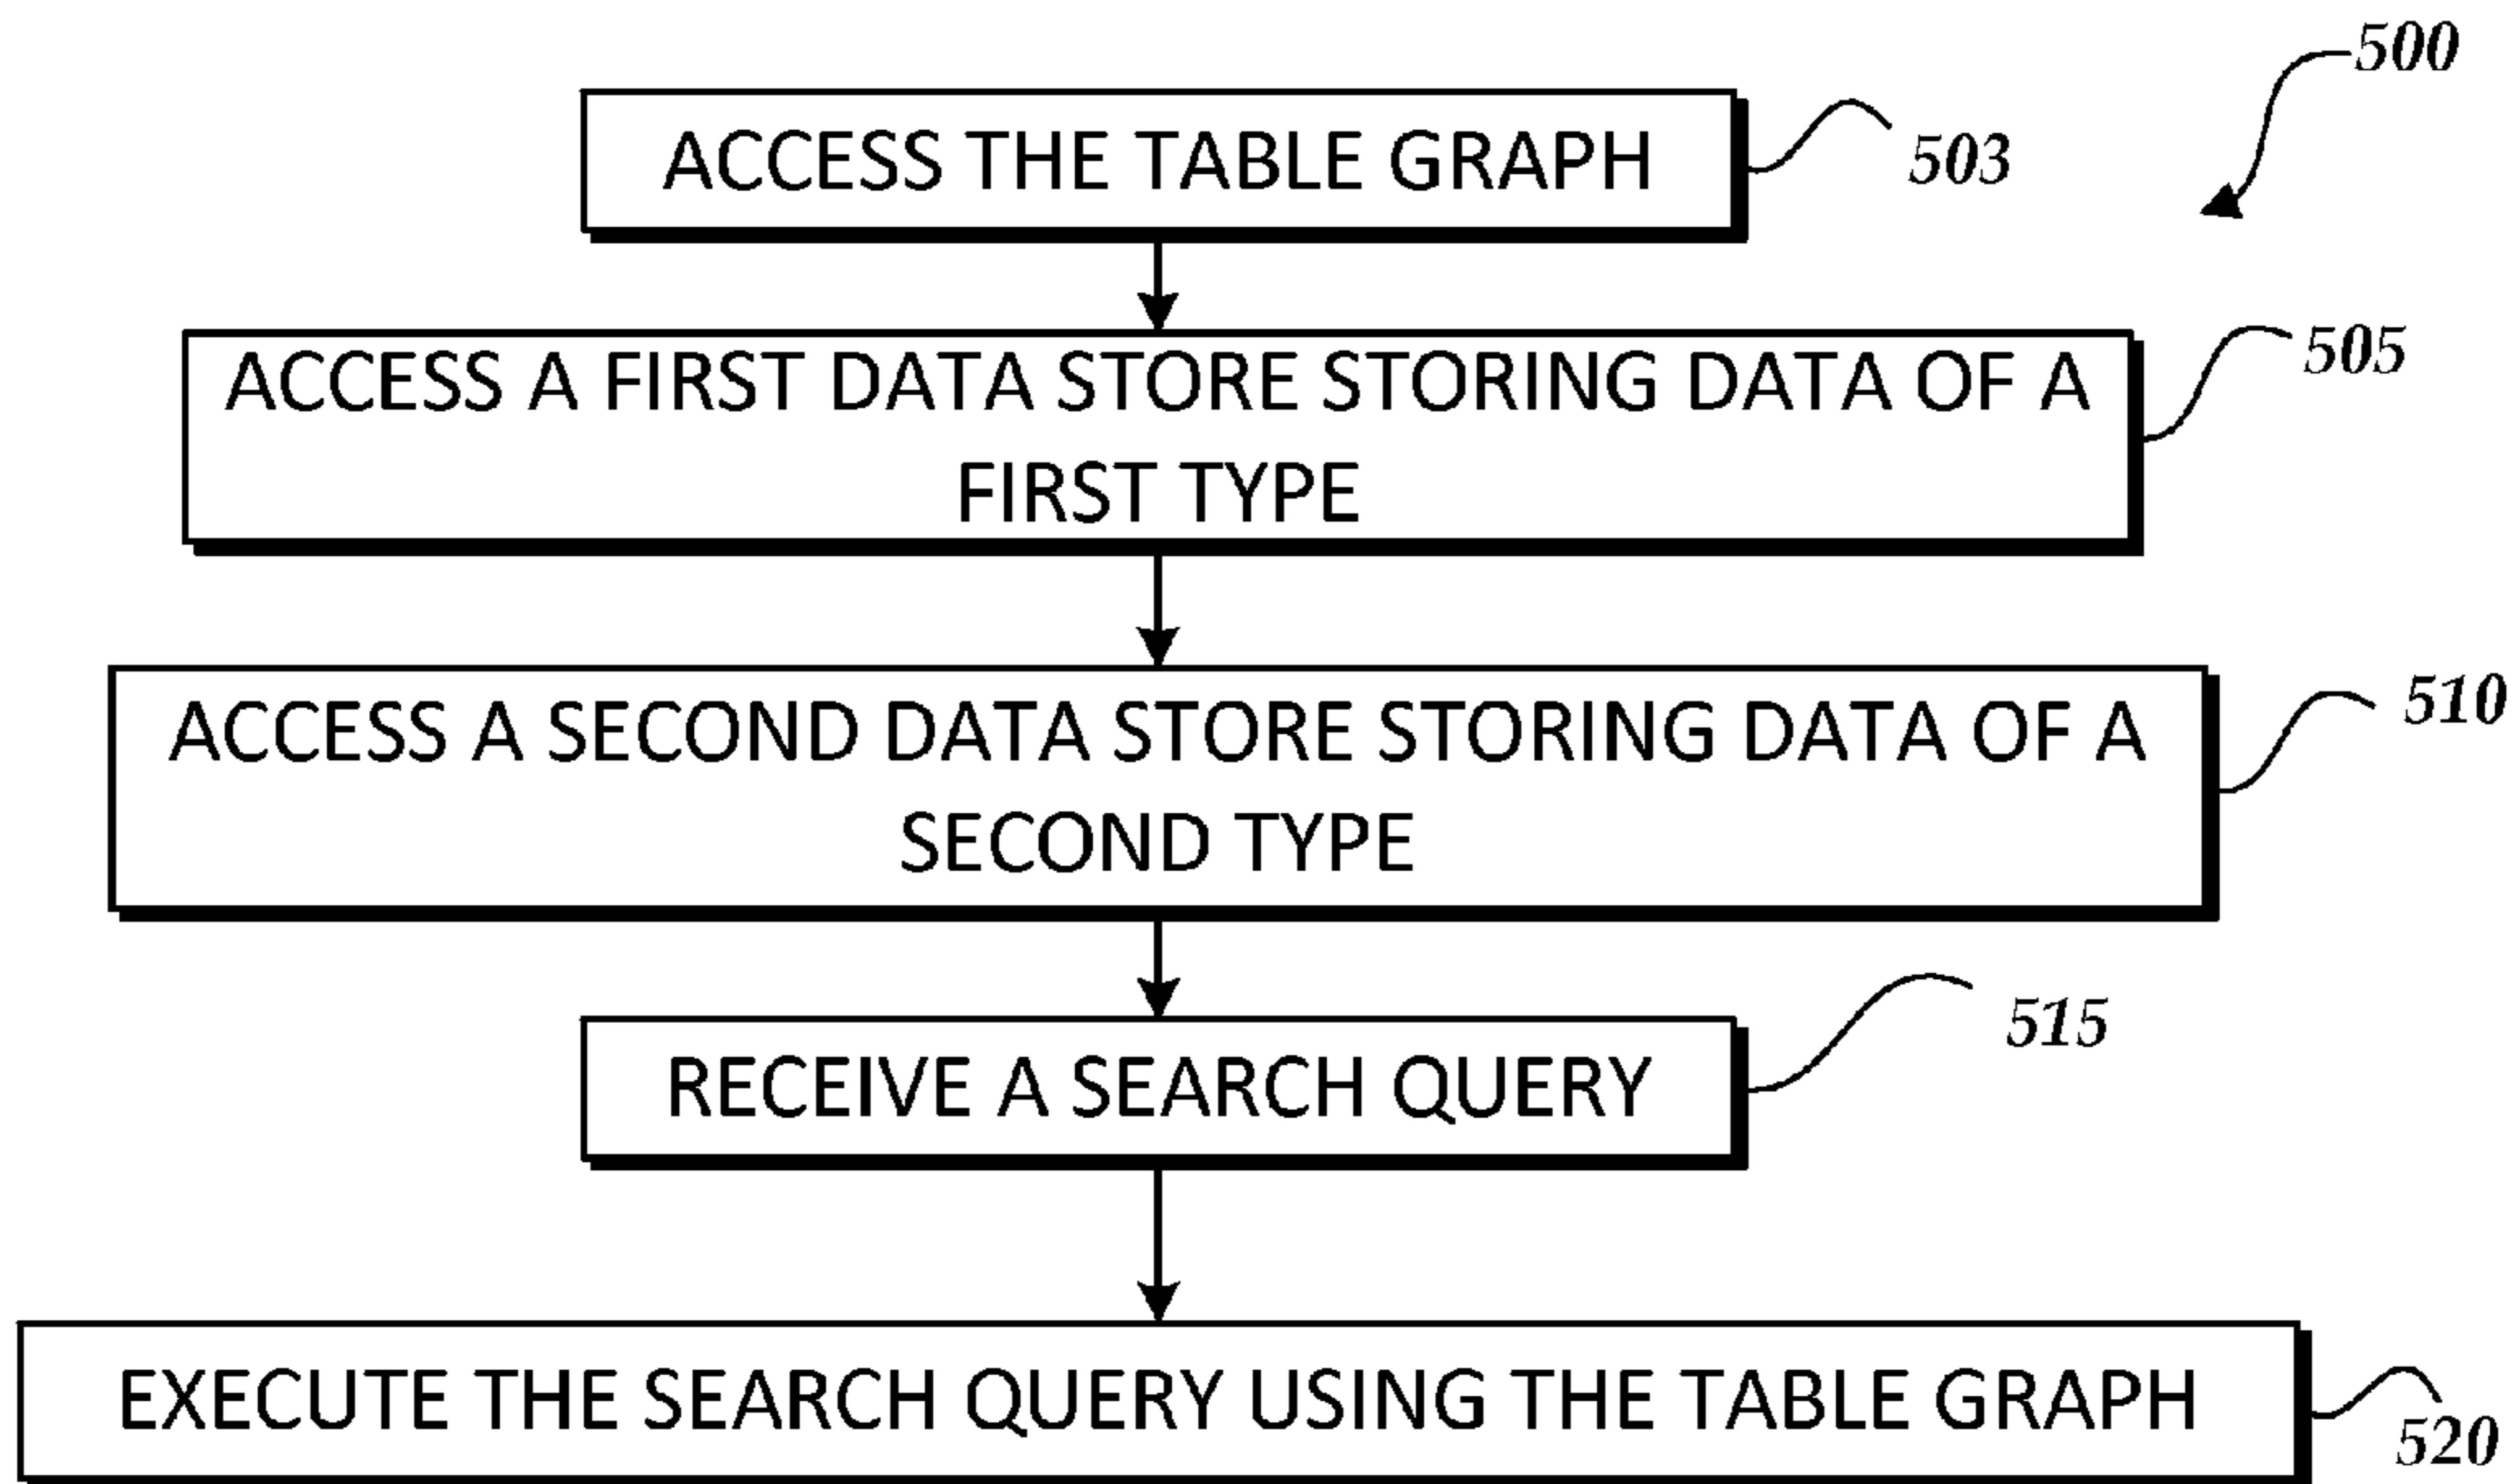 500
ACCESS THE TABLE GRAPH
503
ACCESS A FIRST DATA STORE STORING DATA OF A
FIRST TYPE
505
ACCESS A SECOND DATA STORE STORING DATA OF A
SECOND TYPE
510
RECEIVE A SEARCH QUERY
515
EXECUTE THE SEARCH QUERY USING THE TABLE GRAPH
520